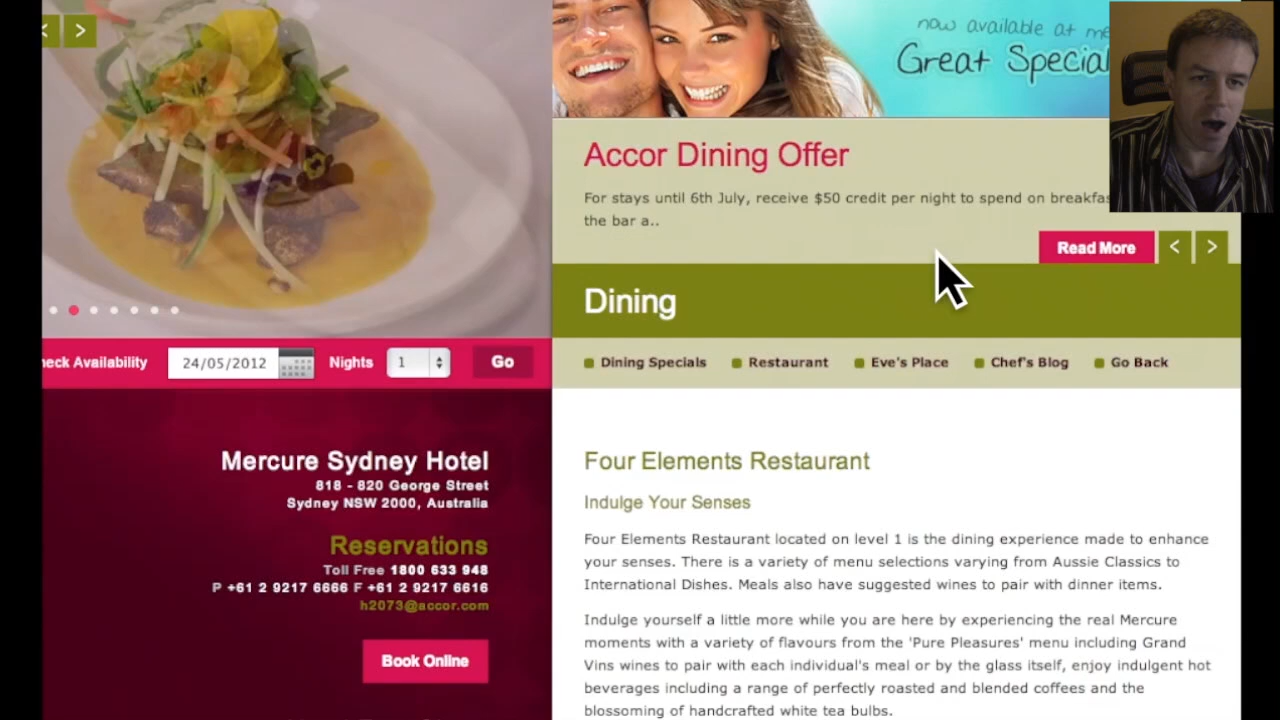 now available at
Great Special
Accor Dining Offer
For stays until 6th July, receive $50 credit per night to spend on
the bar a..
Read More
< >
< >
Dining
Availability
24/05/2012
Nights
1
Go
Dining Specials
Restaurant
Eve's Place
Chef's Blog
Go Back
Mercure Sydney Hotel
818 - 820 George Street
Sydney NSW 2000, Australia
Reservations
Toll Free 1800 633 948
P +61 2 9217 6666 F +61 2 9217 6616
h2073@accor.com
Book Online
Four Elements Restaurant
Indulge Your Senses
Four Elements Restaurant located on level 1 is the dining experience made to enhance
your senses. There is a variety of menu selections varying from Aussie Classics to
International Dishes. Meals also have suggested wines to pair with dinner items.
Indulge yourself a little more while you are here by experiencing the real Mercure
moments with a variety of flavours from the 'Pure Pleasures' menu including Grand
Vins wines to pair with each individual's meal or by the glass itself, enjoy indulgent hot
beverages including a range of perfectly roasted and blended coffees and the
blossoming of handcrafted white tea bulbs.